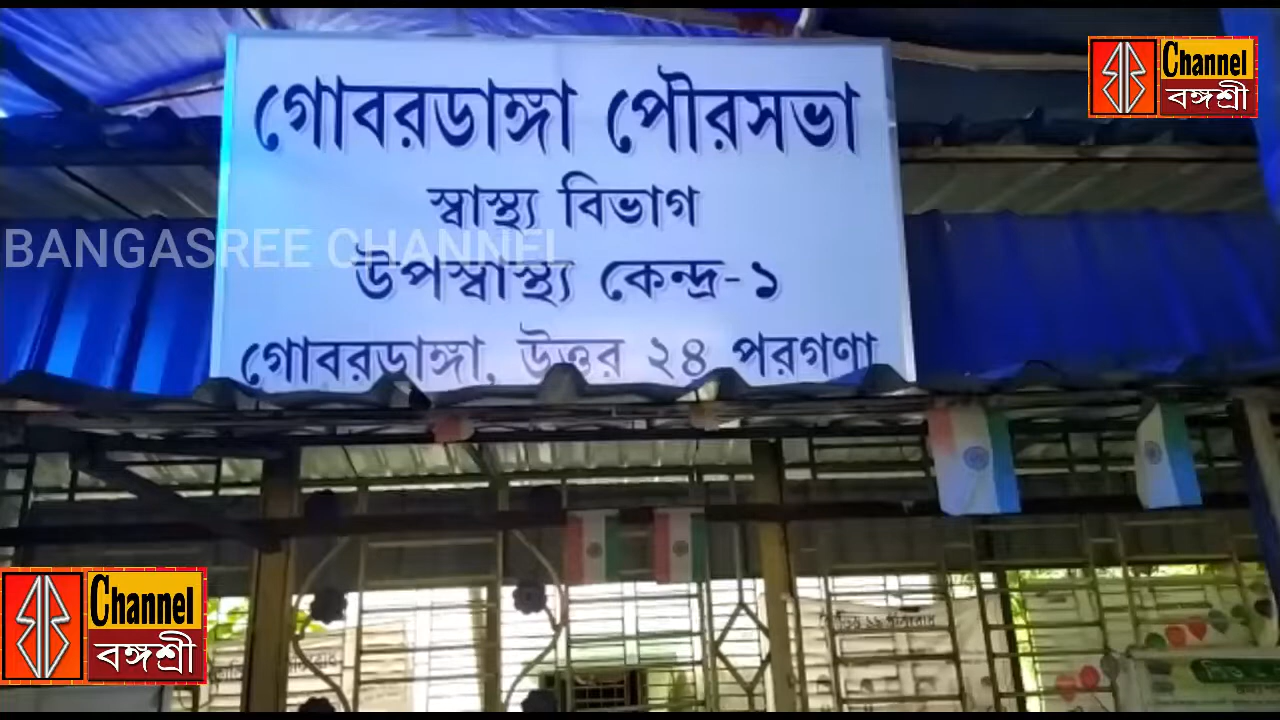 Channel
বঙ্গশ্রী
গোবরডাঙ্গা পৌরসভা
স্বাস্থ্য বিভাগ
BANGASREE CHANNEL
উপস্বাস্থ্য কেন্দ্র-১
গোবরডাঙ্গা, উত্তর ২৪ পরগণা
Channel
বঙ্গশ্রী